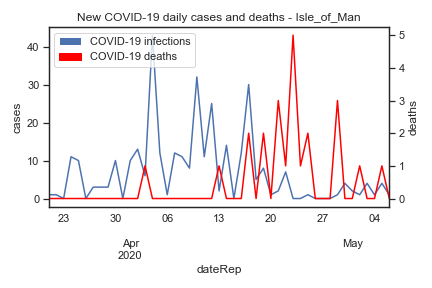 New COVID-19 daily cases and deaths - Isle_of_Man
COVID-19 infections
COVID-19 deaths
cases
40
30
20
10
0
deaths
5
4
3
2
1
0
23 30 06 13 20 27 04
Apr May
2020
dateRep